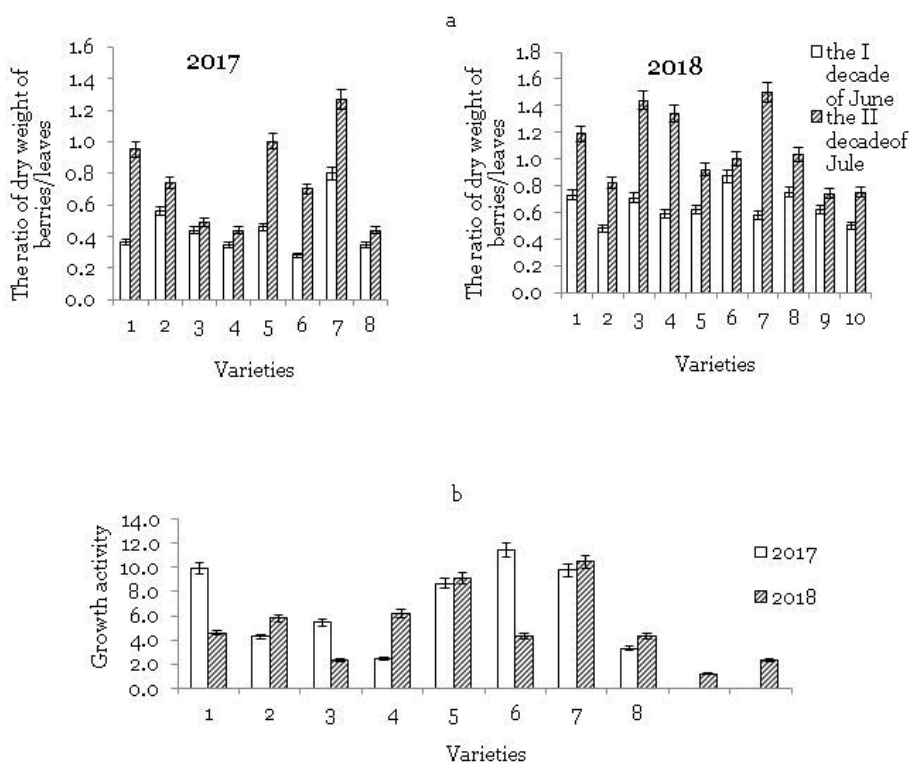 a
2017
The ratio of dry weight of
berries/leaves
1.6
1.4
1.2
1.0
0.8
0.6
0.4
0.2
0.0
1 2 3 4 5 6 7 8
Varieties
2018
The ratio of dry weight of
berries/leaves
1.8
1.6
1.4
1.2
1.0
0.8
0.6
0.4
0.2
0.0
1 2 3 4 5 6 7 8 9 10
Varieties
the I
decade
of June
the II
decadeof
Jule
b
Growth activity
14.0
12.0
10.0
8.0
6.0
4.0
2.0
0.0
1 2 3 4 5 6 7 8
Varieties
2017
2018